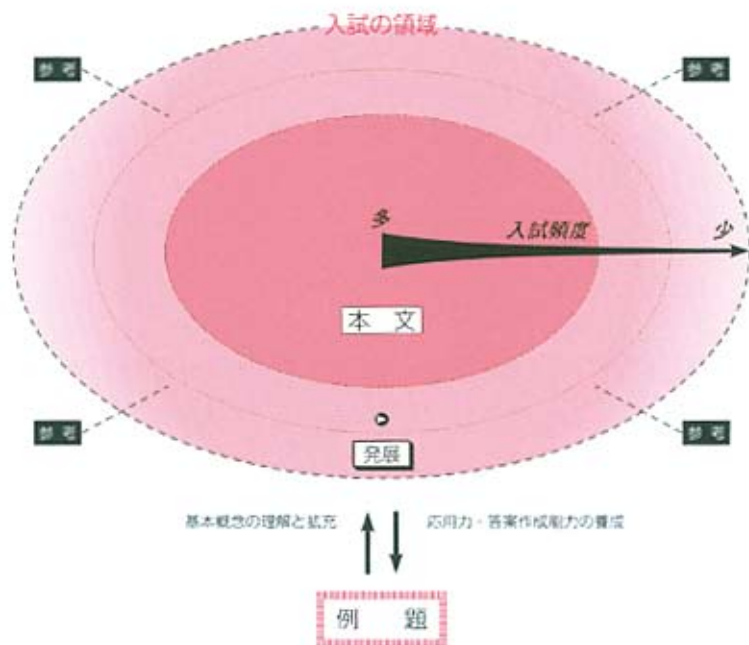 入試の領域
参考
参考
多
入試頻度
少
本 文
参考
参考
発展
基本概念の理解と拡充
応用力・答案作成能力の養成
例 題